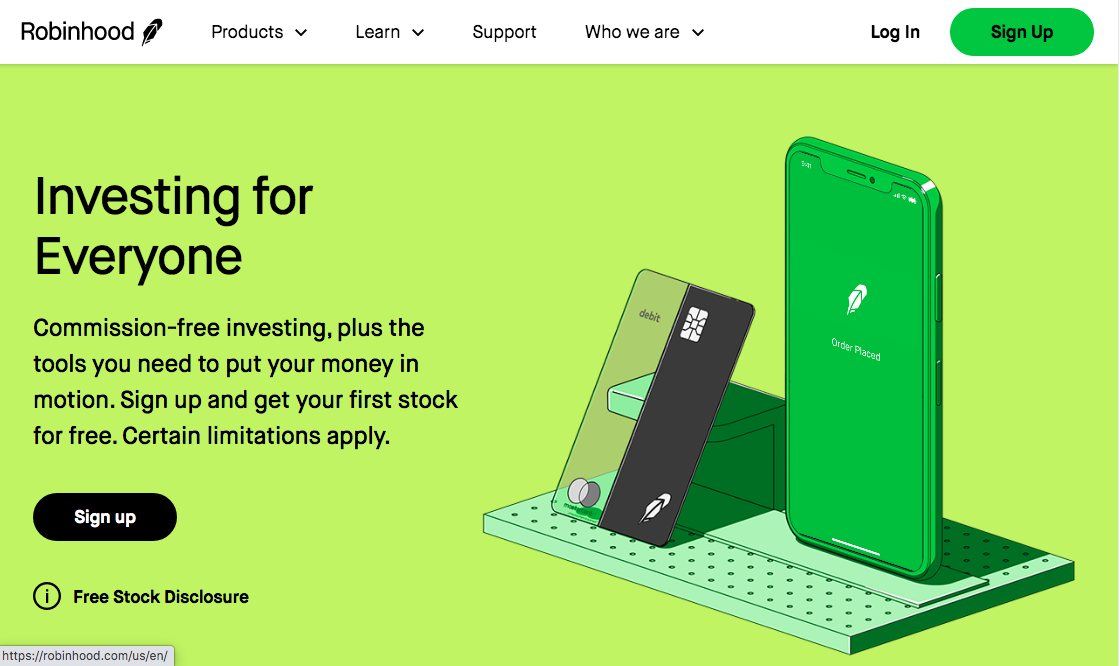 Robinhood
Products
Learn
Support
Who we are
Log In
Sign Up
Investing for
Everyone
Commission-free investing, plus the
tools you need to put your money in
motion. Sign up and get your first stock
for free. Certain limitations apply.
Sign up
Free Stock Disclosure
debit
Order Placed
https://robinhood.com/us/en/